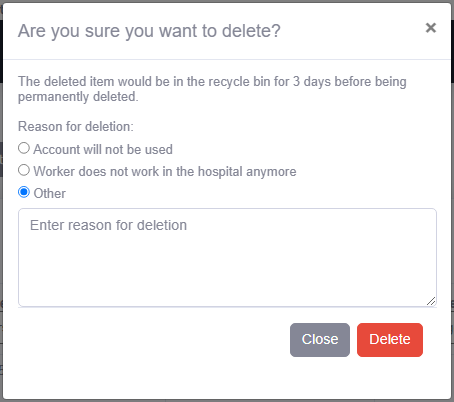 Are you sure you want to delete?
×
The deleted item would be in the recycle bin for 3 days before being
permanently deleted.
Reason for deletion:
Account will not be used
Worker does not work in the hospital anymore
Other
Enter reason for deletion
Close
Delete